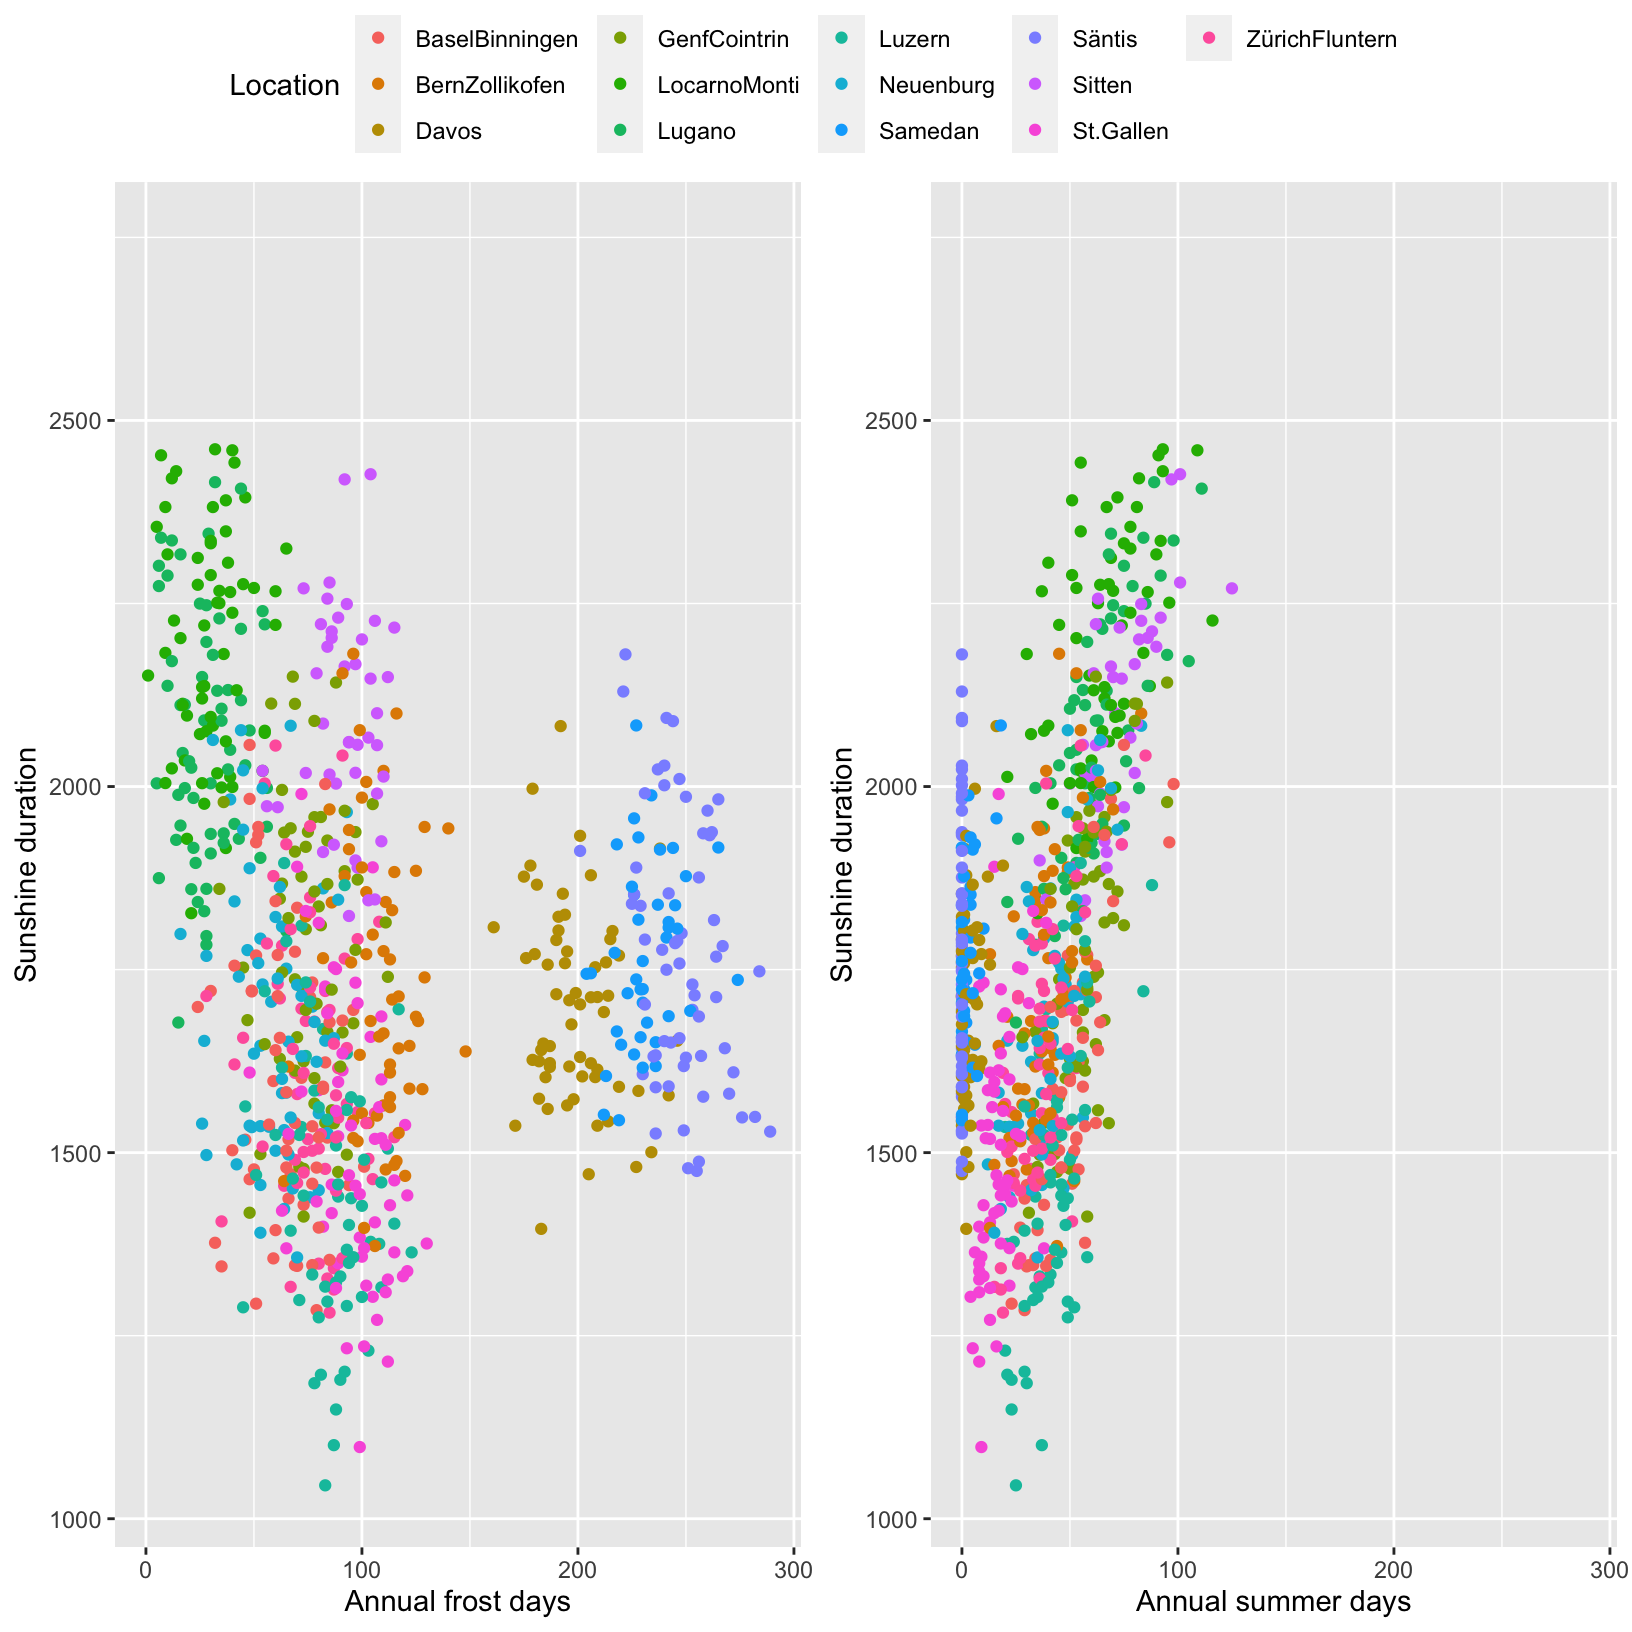 Location
BaselBinningen GenfCointrin Luzern Säntis ZürichFluntern
BernZollikofen LocarnoMonti Neuenburg Sitten
Davos Lugano Samedan St.Gallen
Sunshine duration
2500
2000
1500
1000
0 100 200 300
Annual frost days
Sunshine duration
2500
2000
1500
1000
0 100 200 300
Annual summer days